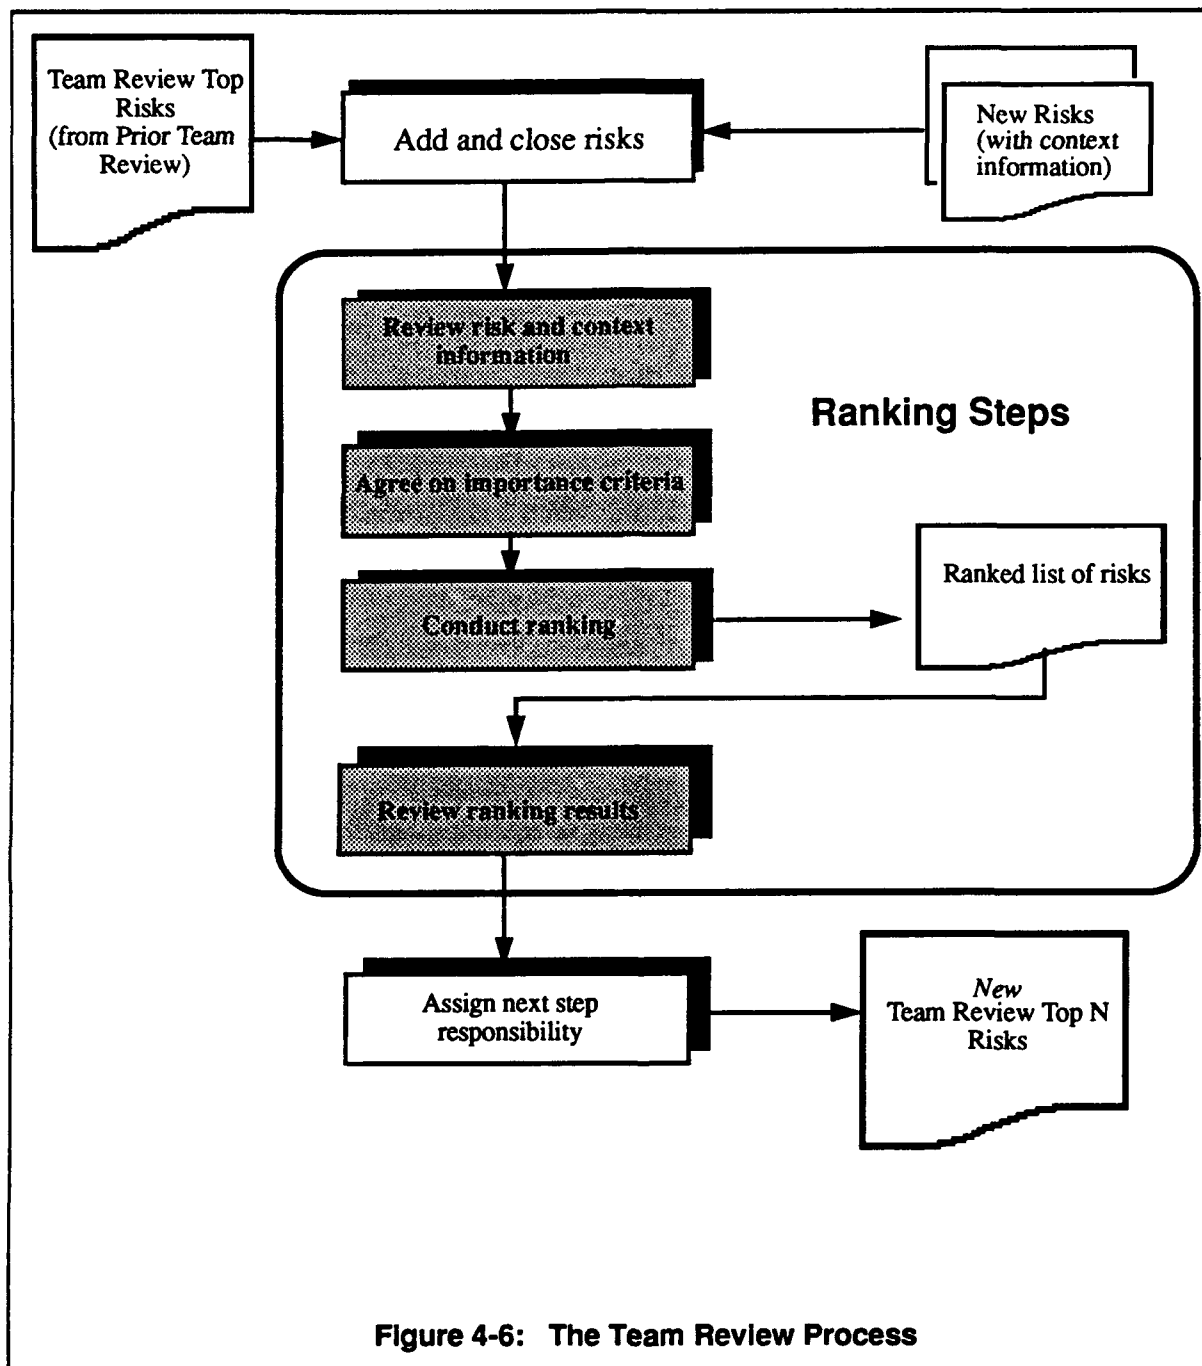 Team Review Top
Risks
(from Prior Team
Review)
Add and close risks
New Risks
(with context
information)
Review risk and context
information
Ranking Steps
Agree on importance criteria
Ranked list of risks
Conduct ranking
Review ranking results
Assign next step
responsibility
New
Team Review Top N
Risks
Figure 4-6: The Team Review Process